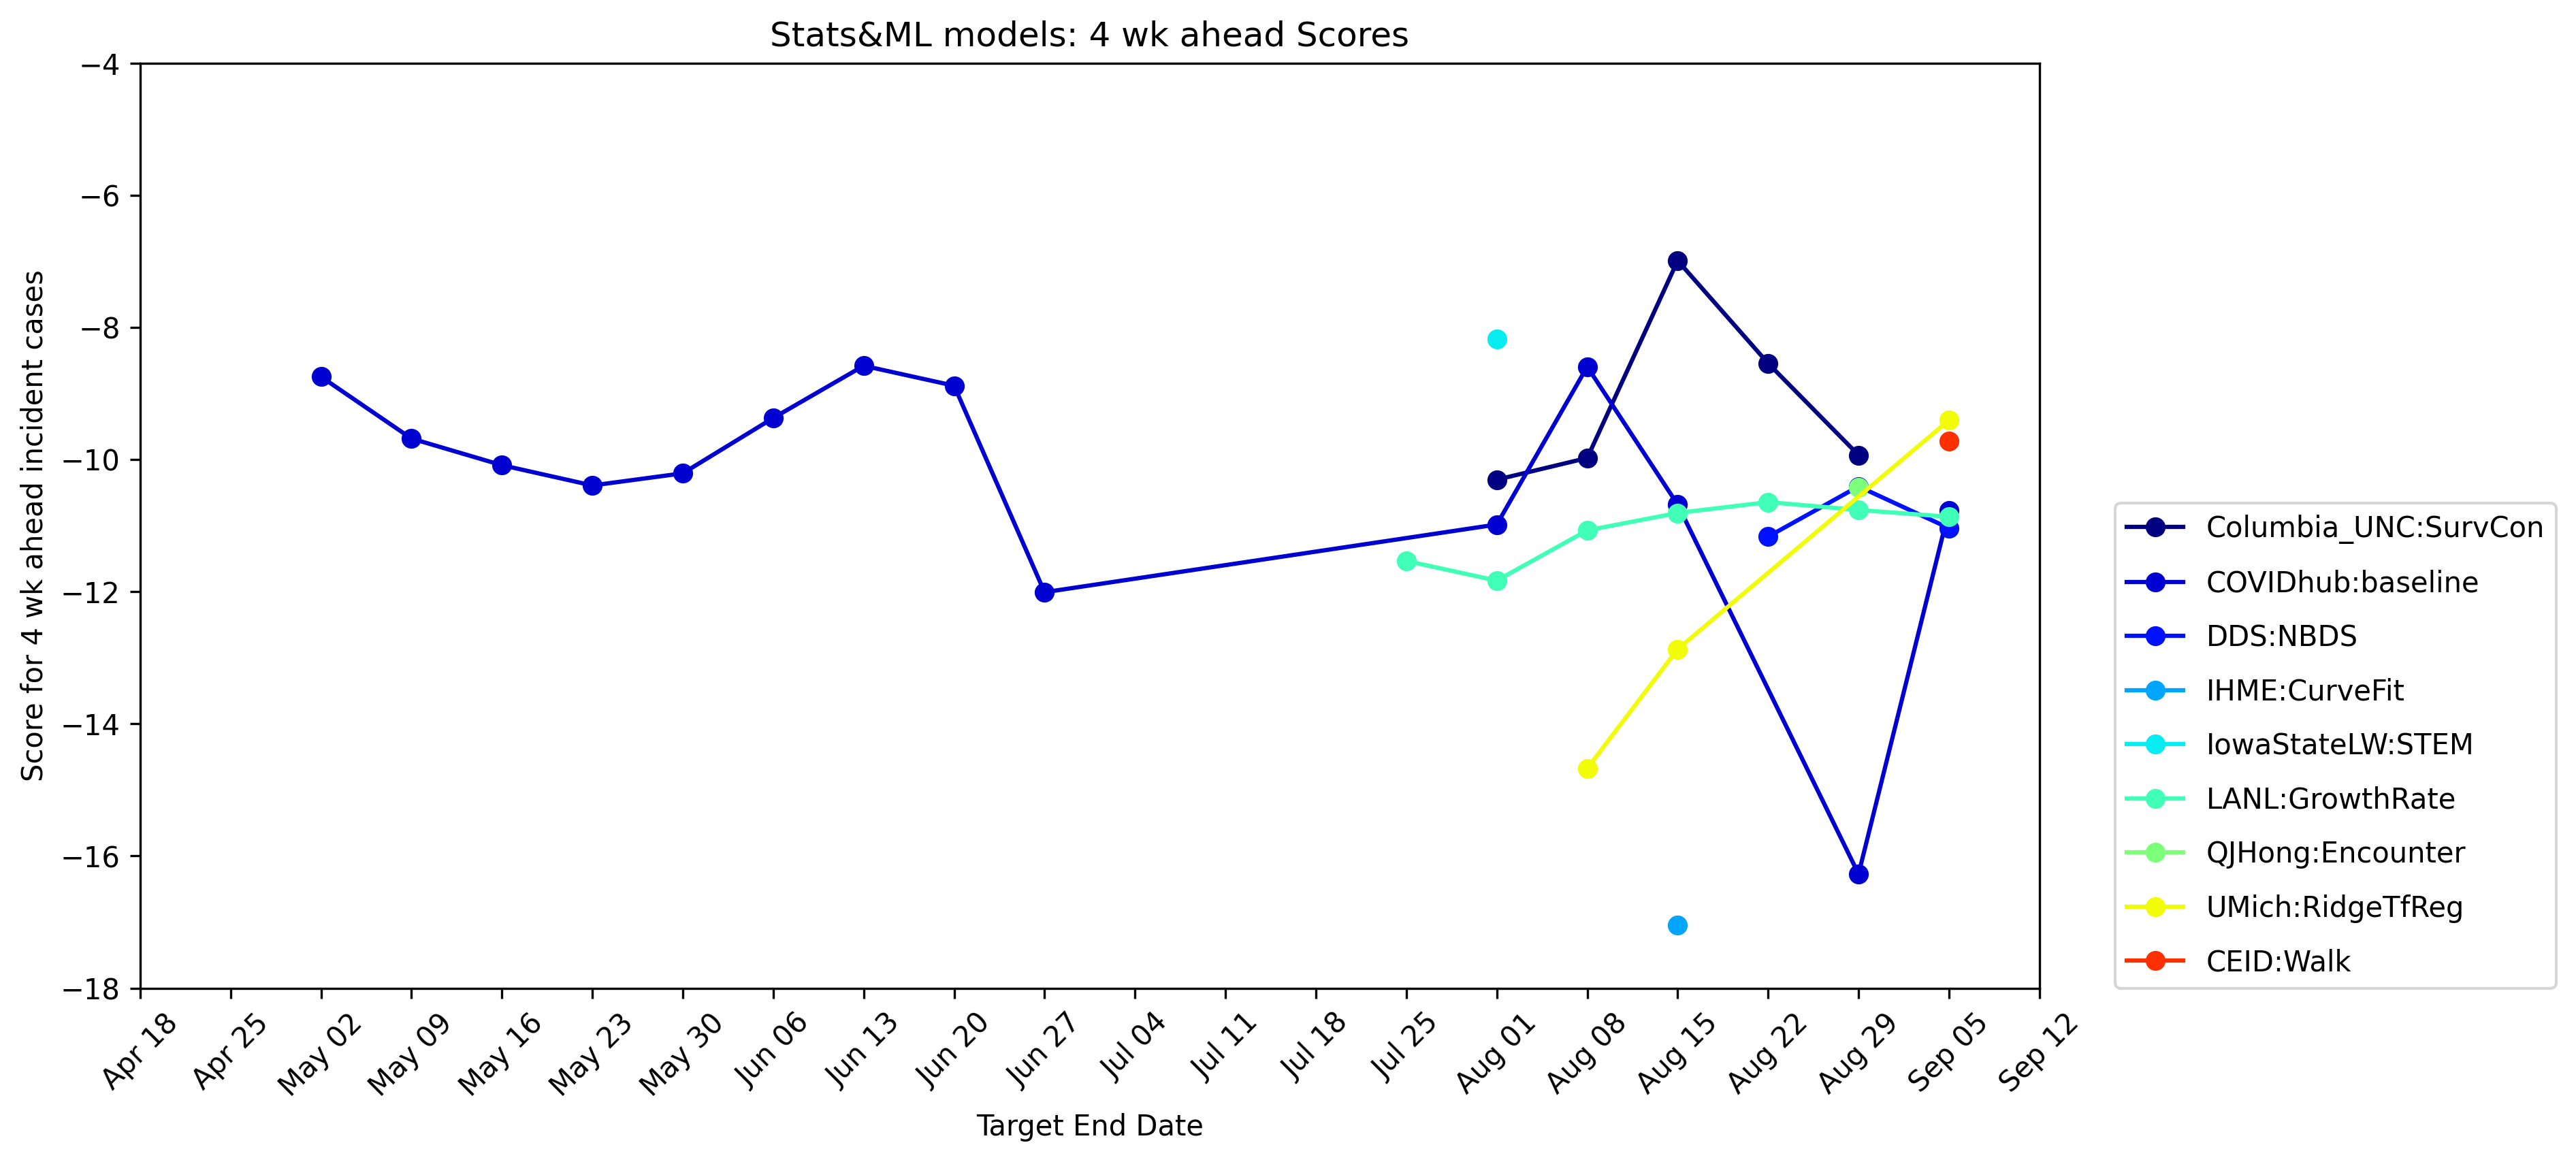 Stats&ML models: 4 wk ahead Scores
Score for 4 wk ahead incident cases
−4
−6
−8
−10
−12
−14
−16
−18
Apr 18
Apr 25
May 02
May 09
May 16
May 23
May 30
Jun 06
Jun 13
Jun 20
Jun 27
Jul 04
Jul 11
Jul 18
Jul 25
Aug 01
Aug 08
Aug 15
Aug 22
Aug 29
Sep 05
Sep 12
Target End Date
Columbia_UNC:SurvCon
COVIDhub:baseline
DDS:NBDS
IHME:CurveFit
IowaStateLW:STEM
LANL:GrowthRate
QJHong:Encounter
UMich:RidgeTfReg
CEID:Walk